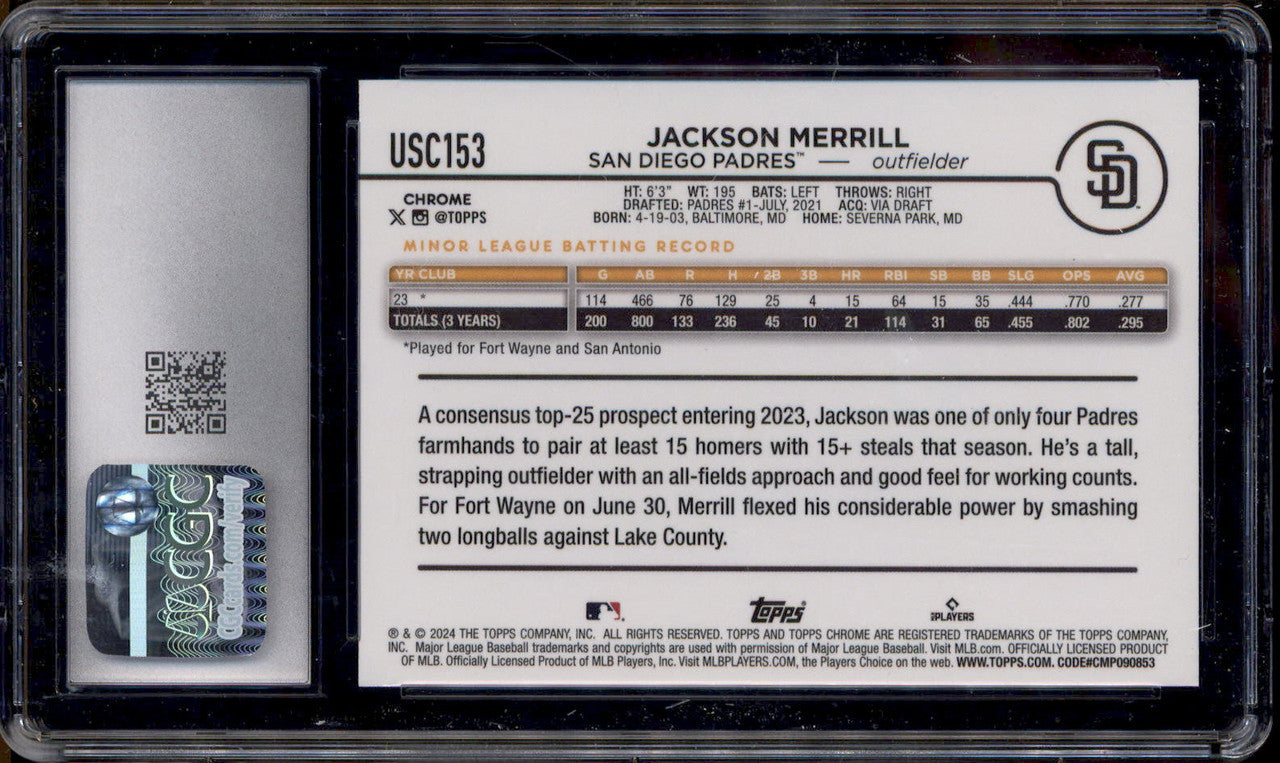 USC153
JACKSON MERRILL
SAN DIEGO PADRES™ — outfielder
SD
CHROME
X @TOPPS
HT: 6'3" WT: 195 BATS: LEFT THROWS: RIGHT
DRAFTED: PADRES #1-JULY, 2021 ACQ: VIA DRAFT
BORN: 4-19-03, BALTIMORE, MD HOME: SEVERNA PARK, MD
MINOR LEAGUE BATTING RECORD
YR CLUB G AB R H 2B 3B HR RBI SB BB SLG OPS AVG
23 * 114 466 76 129 25 4 15 64 15 35 .444 .770 .277
TOTALS (3 YEARS) 200 800 133 236 45 10 21 114 31 65 .455 .802 .295
*Played for Fort Wayne and San Antonio
A consensus top-25 prospect entering 2023, Jackson was one of only four Padres
farmhands to pair at least 15 homers with 15+ steals that season. He's a tall,
strapping outfielder with an all-fields approach and good feel for working counts.
For Fort Wayne on June 30, Merrill flexed his considerable power by smashing
two longballs against Lake County.
Topps
PLAYERS
® & © 2024 THE TOPPS COMPANY, INC. ALL RIGHTS RESERVED. TOPPS AND TOPPS CHROME ARE REGISTERED TRADEMARKS OF THE TOPPS COMPANY,
INC. Major League Baseball trademarks and copyrights are used with permission of Major League Baseball. Visit MLB.com. OFFICIALLY LICENSED PRODUCT
OF MLB. Officially Licensed Product of MLB Players, Inc. Visit MLBPLAYERS.COM, the Players Choice on the web. WWW.TOPPS.COM. CODE#CMP090853
CGC
CGCcards.com/verify